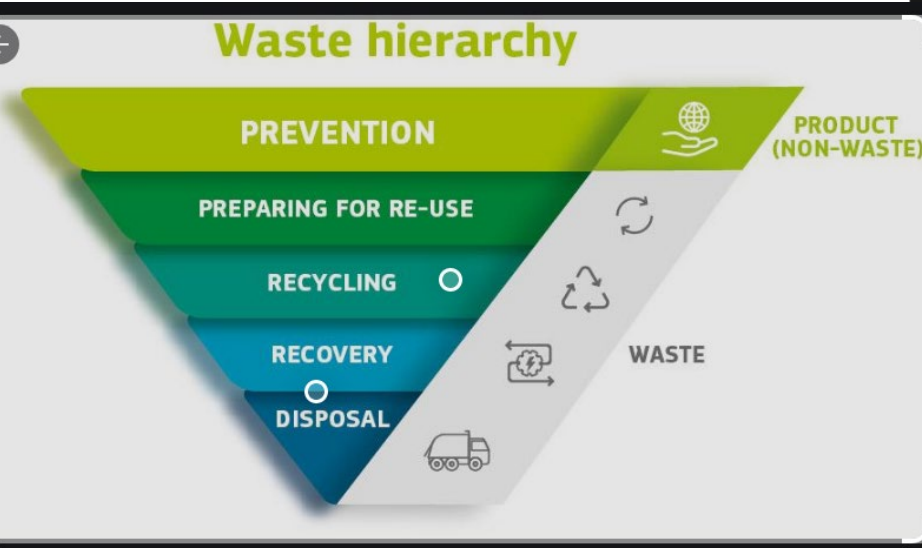 Waste hierarchy
PREVENTION
PRODUCT
(NON-WASTE)
PREPARING FOR RE-USE
RECYCLING
RECOVERY
WASTE
DISPOSAL